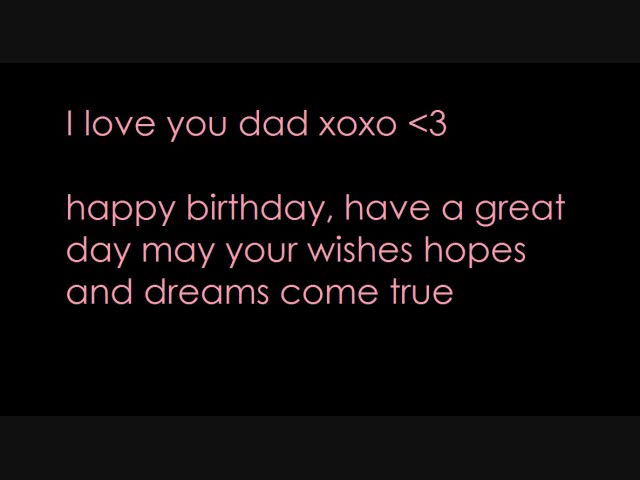 I love you dad xoxo <3
happy birthday, have a great
day may your wishes hopes
and dreams come true